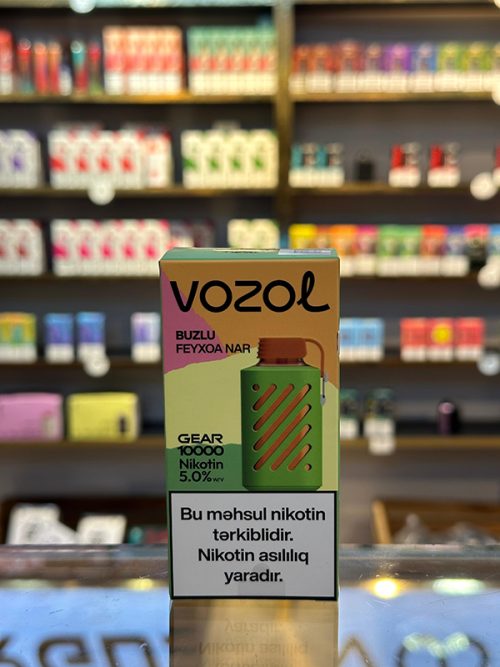 VOZOL
BUZLU
FEYXOA NAR
GEAR
10000
Nikotin
5.0% W/V
Bu məhsul nikotin
tərkiblidir.
Nikotin asılılıq
yaradır.